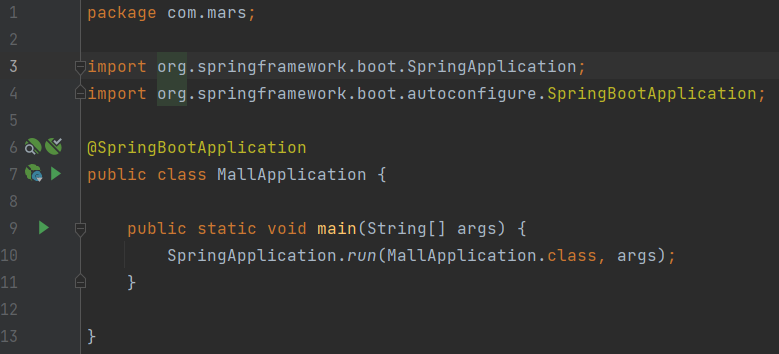 1 package com.mars;
2
3 import org.springframework.boot.SpringApplication;
4 import org.springframework.boot.autoconfigure.SpringBootApplication;
5
6 @SpringBootApplication
7 public class MallApplication {
8
9     public static void main(String[] args) {
10         SpringApplication.run(MallApplication.class, args);
11     }
12
13 }